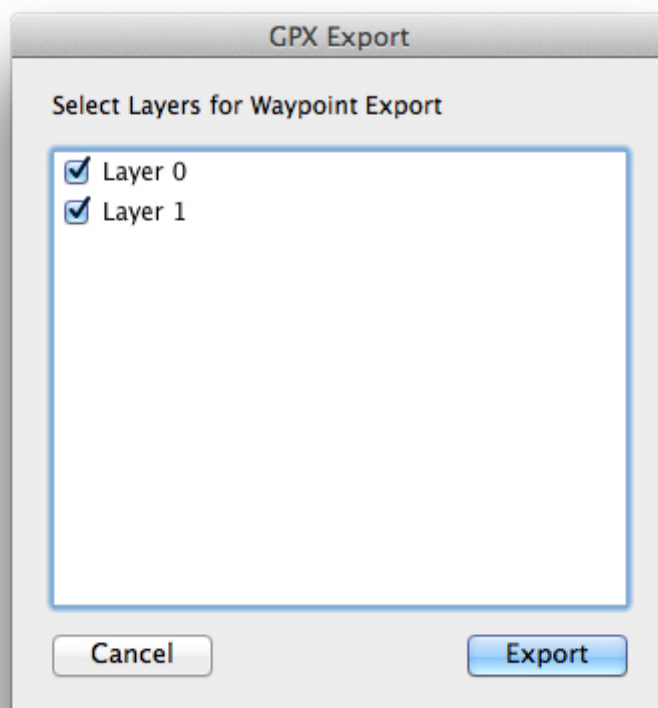 GPX Export
Select Layers for Waypoint Export
Layer 0
Layer 1
Cancel
Export